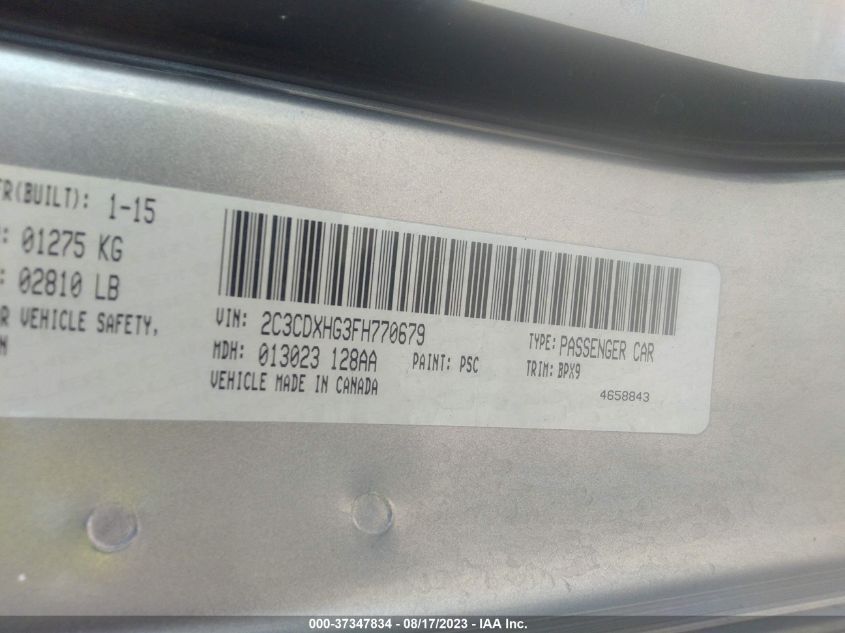 FR(BUILT): 1-15
: 01275 KG
: 02810 LB
R VEHICLE SAFETY,
N
VIN: 2C3CDXHG3FH770679
TYPE: PASSENGER CAR
MDH: 013023 128AA
PAINT: PSC
TRIM: BPX9
VEHICLE MADE IN CANADA
4658843
000-37347834 - 08/17/2023 - IAA Inc.